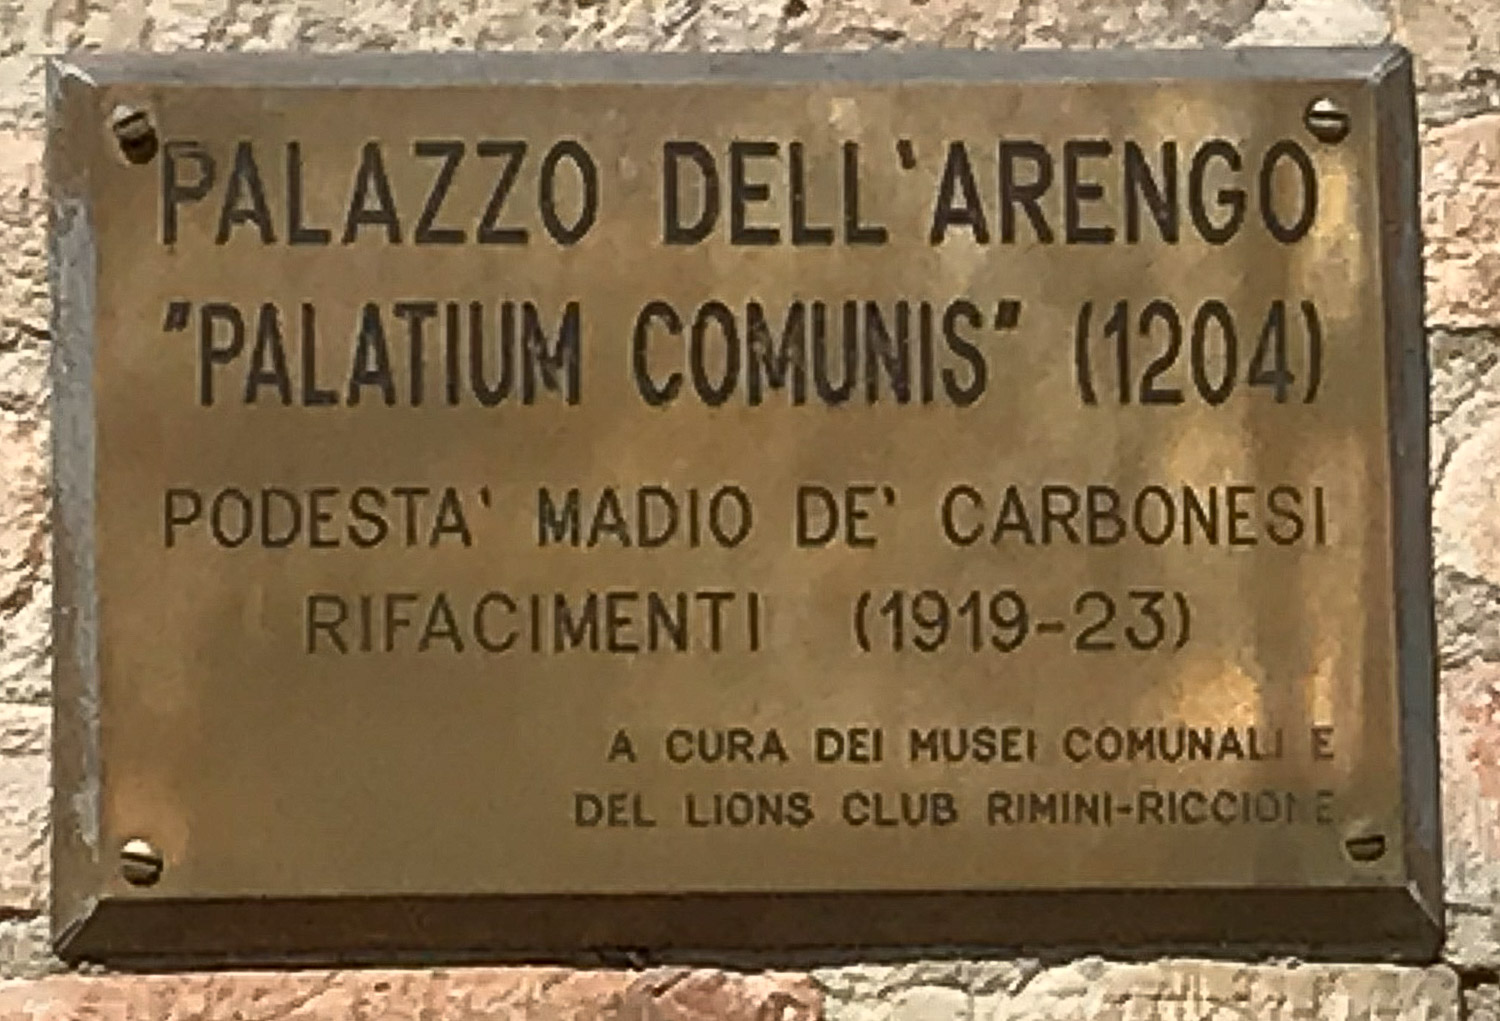 PALAZZO DELL'ARENGO
"PALATIUM COMUNIS" (1204)
PODESTA' MADIO DE' CARBONESI
RIFACIMENTI (1919-23)
A CURA DEI MUSEI COMUNALI E
DEL LIONS CLUB RIMINI-RICCIONE